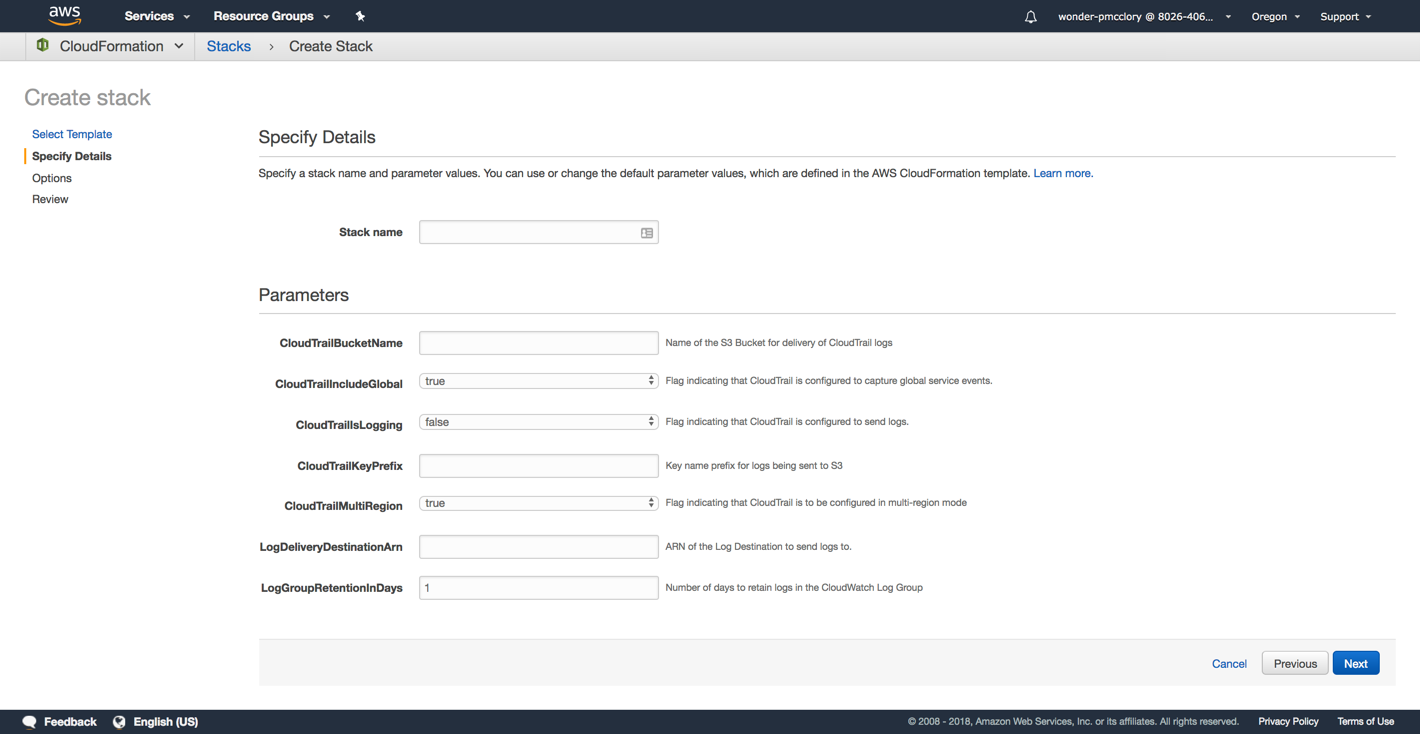 aws Services Resource Groups wonder-pmcclory @ 8026-406... Oregon Support
CloudFormation Stacks > Create Stack
Create stack
Select Template
Specify Details
Options
Review
Specify Details
Specify a stack name and parameter values. You can use or change the default parameter values, which are defined in the AWS CloudFormation template. Learn more.
Stack name
Parameters
CloudTrailBucketName Name of the S3 Bucket for delivery of CloudTrail logs
CloudTrailIncludeGlobal true Flag indicating that CloudTrail is configured to capture global service events.
CloudTrailIsLogging false Flag indicating that CloudTrail is configured to send logs.
CloudTrailKeyPrefix Key name prefix for logs being sent to S3
CloudTrailMultiRegion true Flag indicating that CloudTrail is to be configured in multi-region mode
LogDeliveryDestinationArn ARN of the Log Destination to send logs to.
LogGroupRetentionInDays 1 Number of days to retain logs in the CloudWatch Log Group
Cancel Previous Next
Feedback English (US) © 2008 - 2018, Amazon Web Services, Inc. or its affiliates. All rights reserved. Privacy Policy Terms of Use